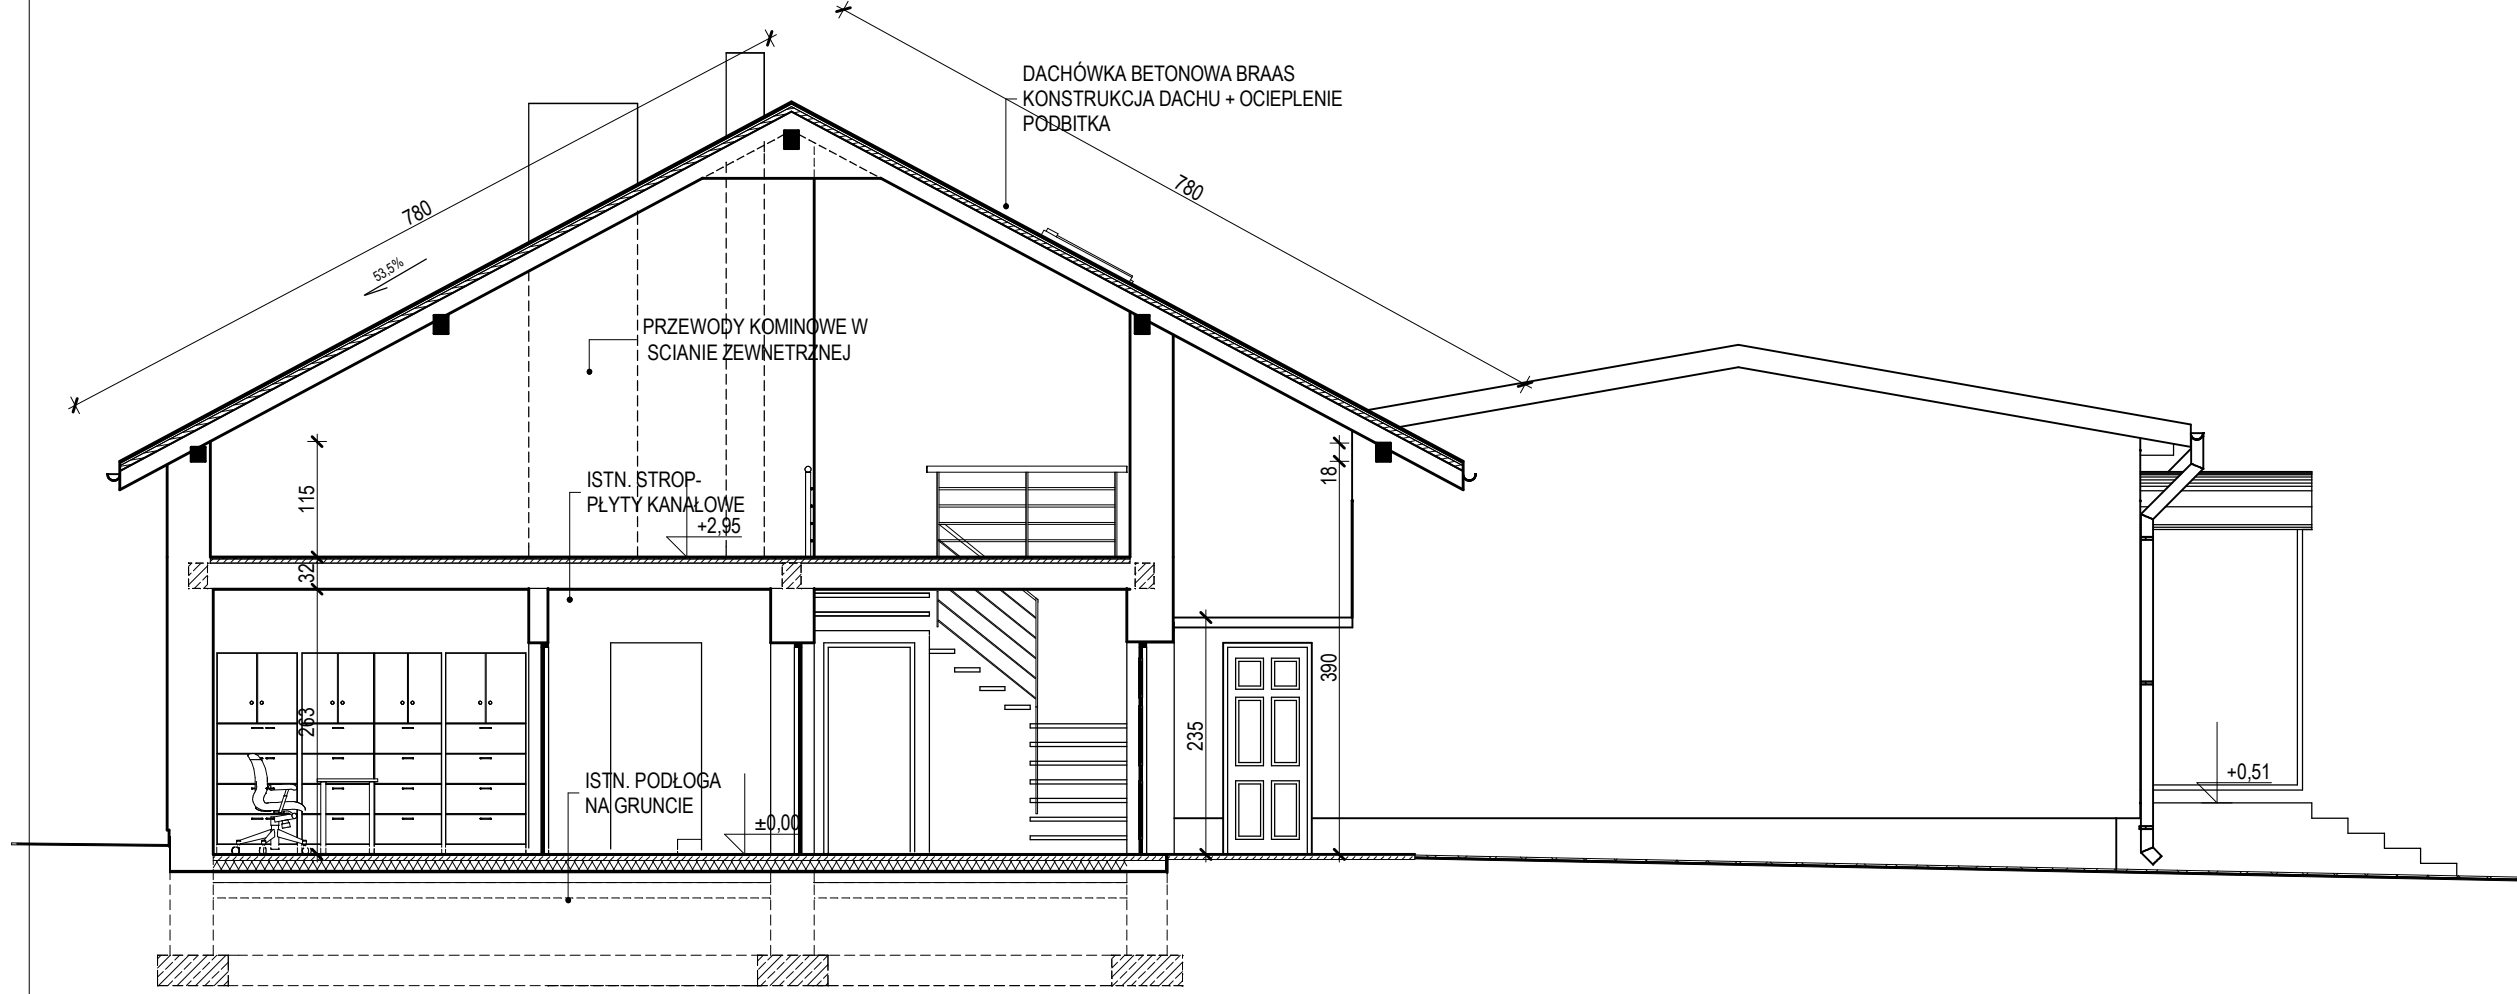 DACHÓWKA BETONOWA BRAAS
KONSTRUKCJA DACHU + OCIEPLENIE
PODBITKA
780
780
53,5%
PRZEWODY KOMINOWE W
SCIANIE ZEWNETRZNEJ
ISTN. STROP-
PŁYTY KANAŁOWE
+2,95
115
18
32
263
390
235
ISTN. PODŁOGA
NA GRUNCIE
±0,00
+0,51